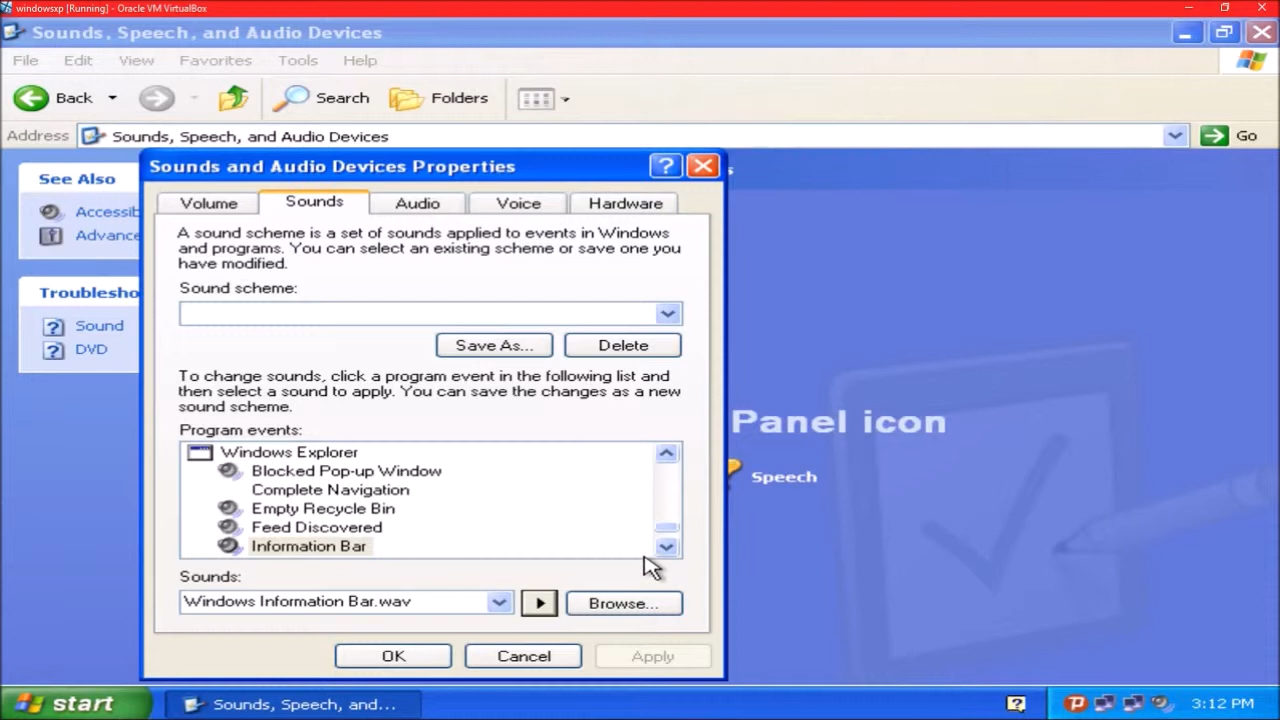 windowsxp [Running] - Oracle VM VirtualBox
Sounds, Speech, and Audio Devices
File Edit View Favorites Tools Help
Back Search Folders
Address Sounds, Speech, and Audio Devices Go
See Also
Accessib
Advance
Troublesho
Sound
DVD
Sounds and Audio Devices Properties
Volume Sounds Audio Voice Hardware
A sound scheme is a set of sounds applied to events in Windows
and programs. You can select an existing scheme or save one you
have modified.
Sound scheme:
Save As... Delete
To change sounds, click a program event in the following list and
then select a sound to apply. You can save the changes as a new
sound scheme.
Program events:
Windows Explorer
Blocked Pop-up Window
Complete Navigation
Empty Recycle Bin
Feed Discovered
Information Bar
Sounds:
Windows Information Bar.wav Browse...
OK Cancel Apply
Panel icon
Speech
start Sounds, Speech, and... 3:12 PM